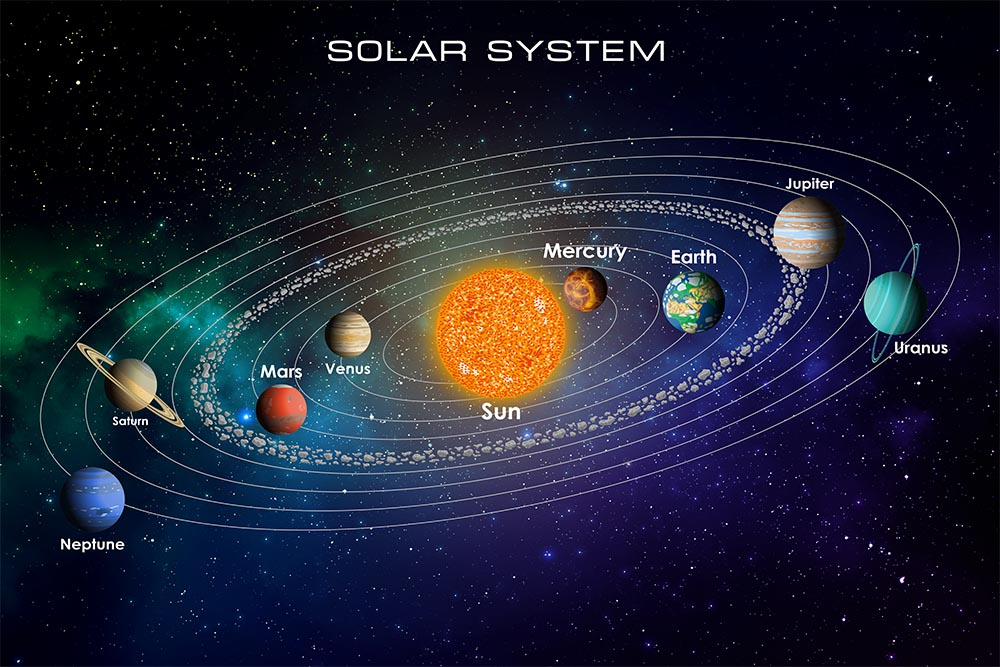 SOLAR SYSTEM
Jupiter
Mercury
Earth
Uranus
Venus
Mars
Sun
Saturn
Neptune